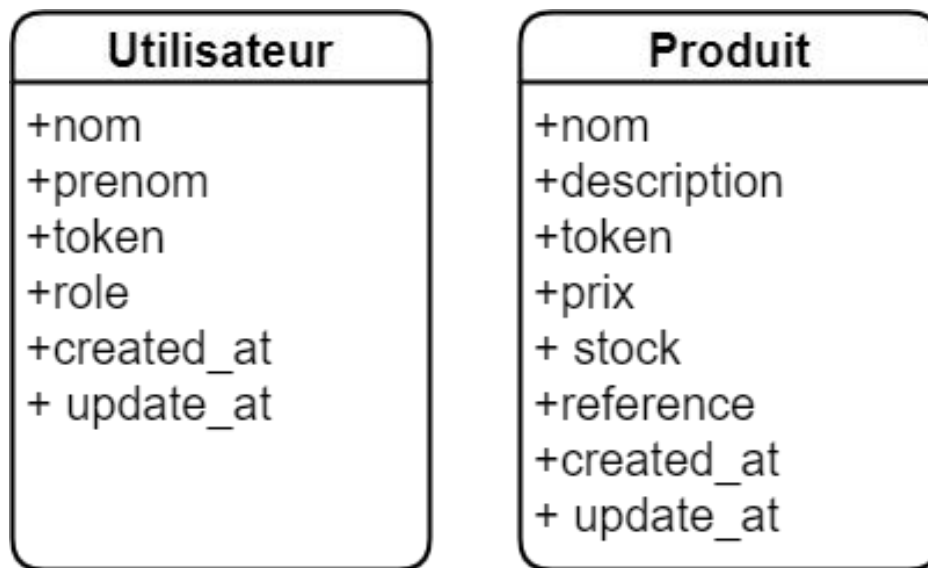 Utilisateur
+nom
+prenom
+token
+role
+created_at
+ update_at
Produit
+nom
+description
+token
+prix
+ stock
+reference
+created_at
+ update_at